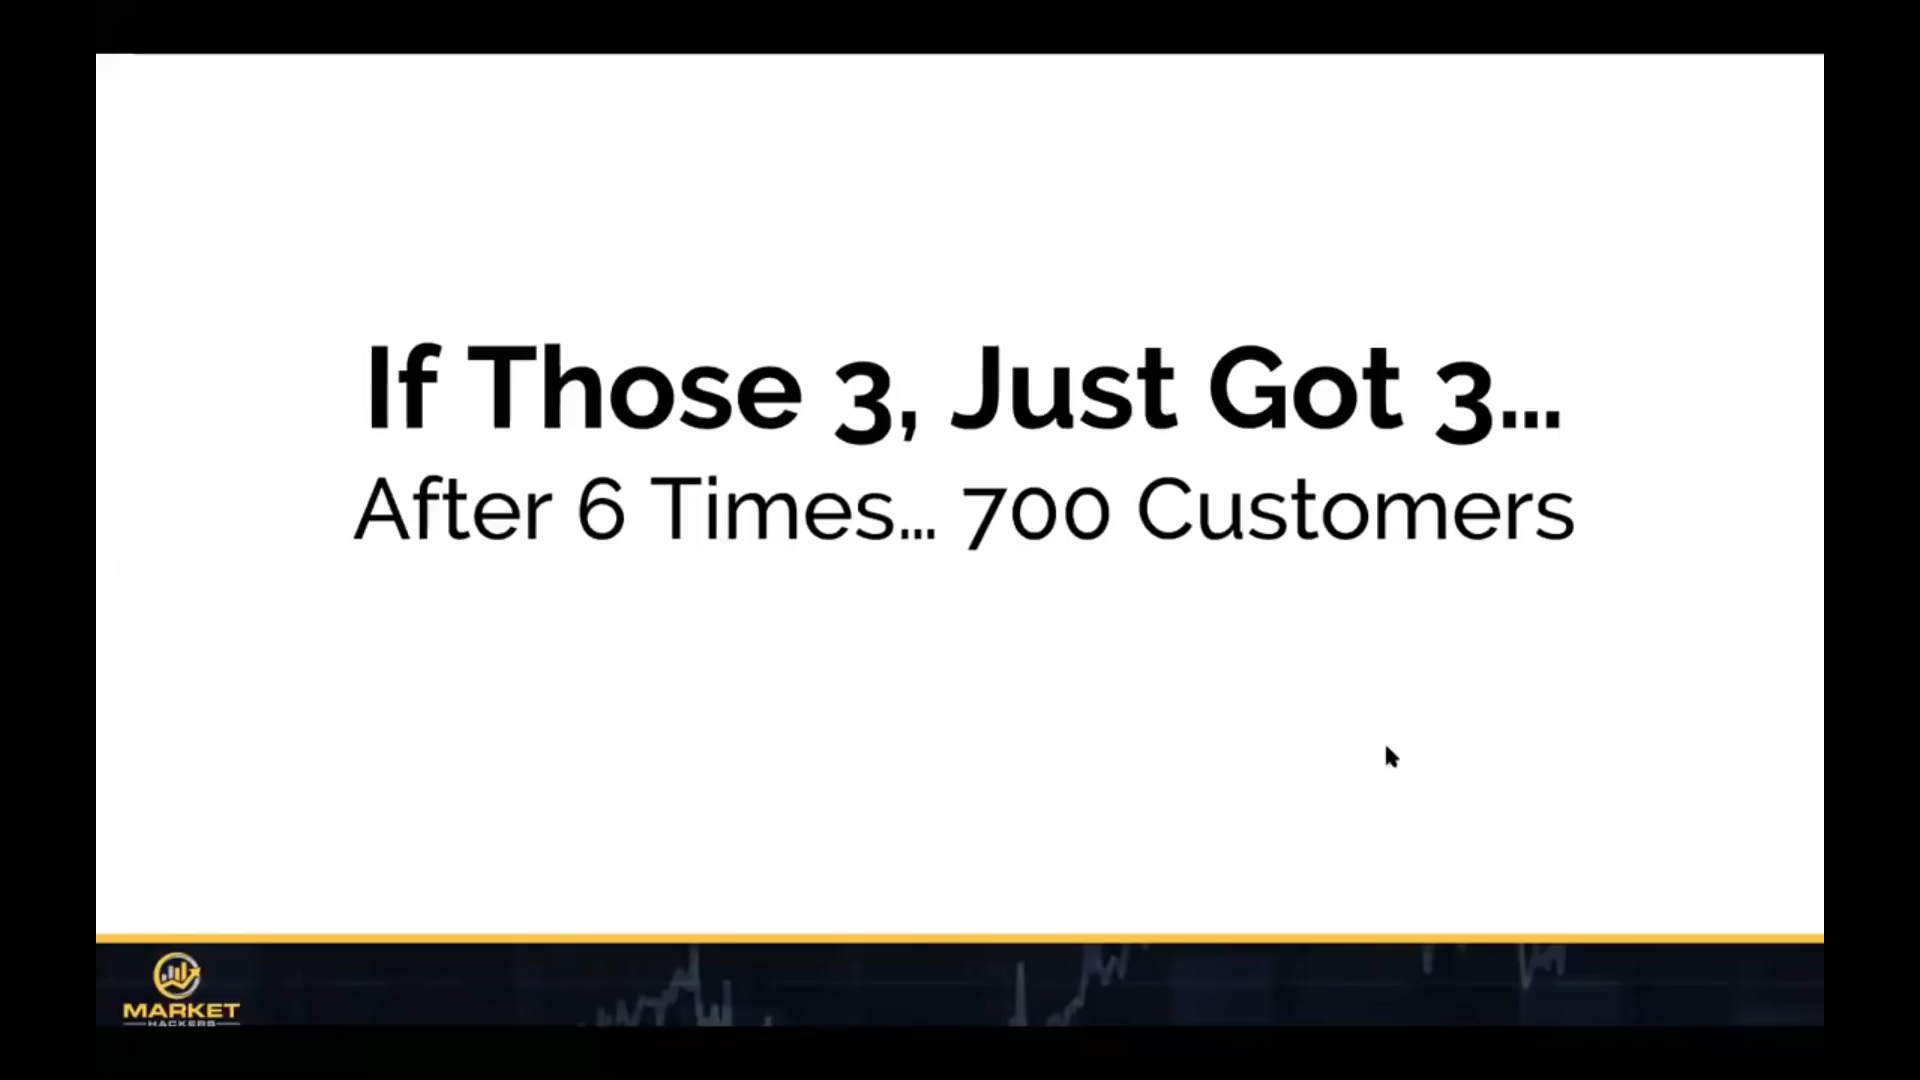 If Those 3, Just Got 3...
After 6 Times... 700 Customers
MARKET
HACKERS